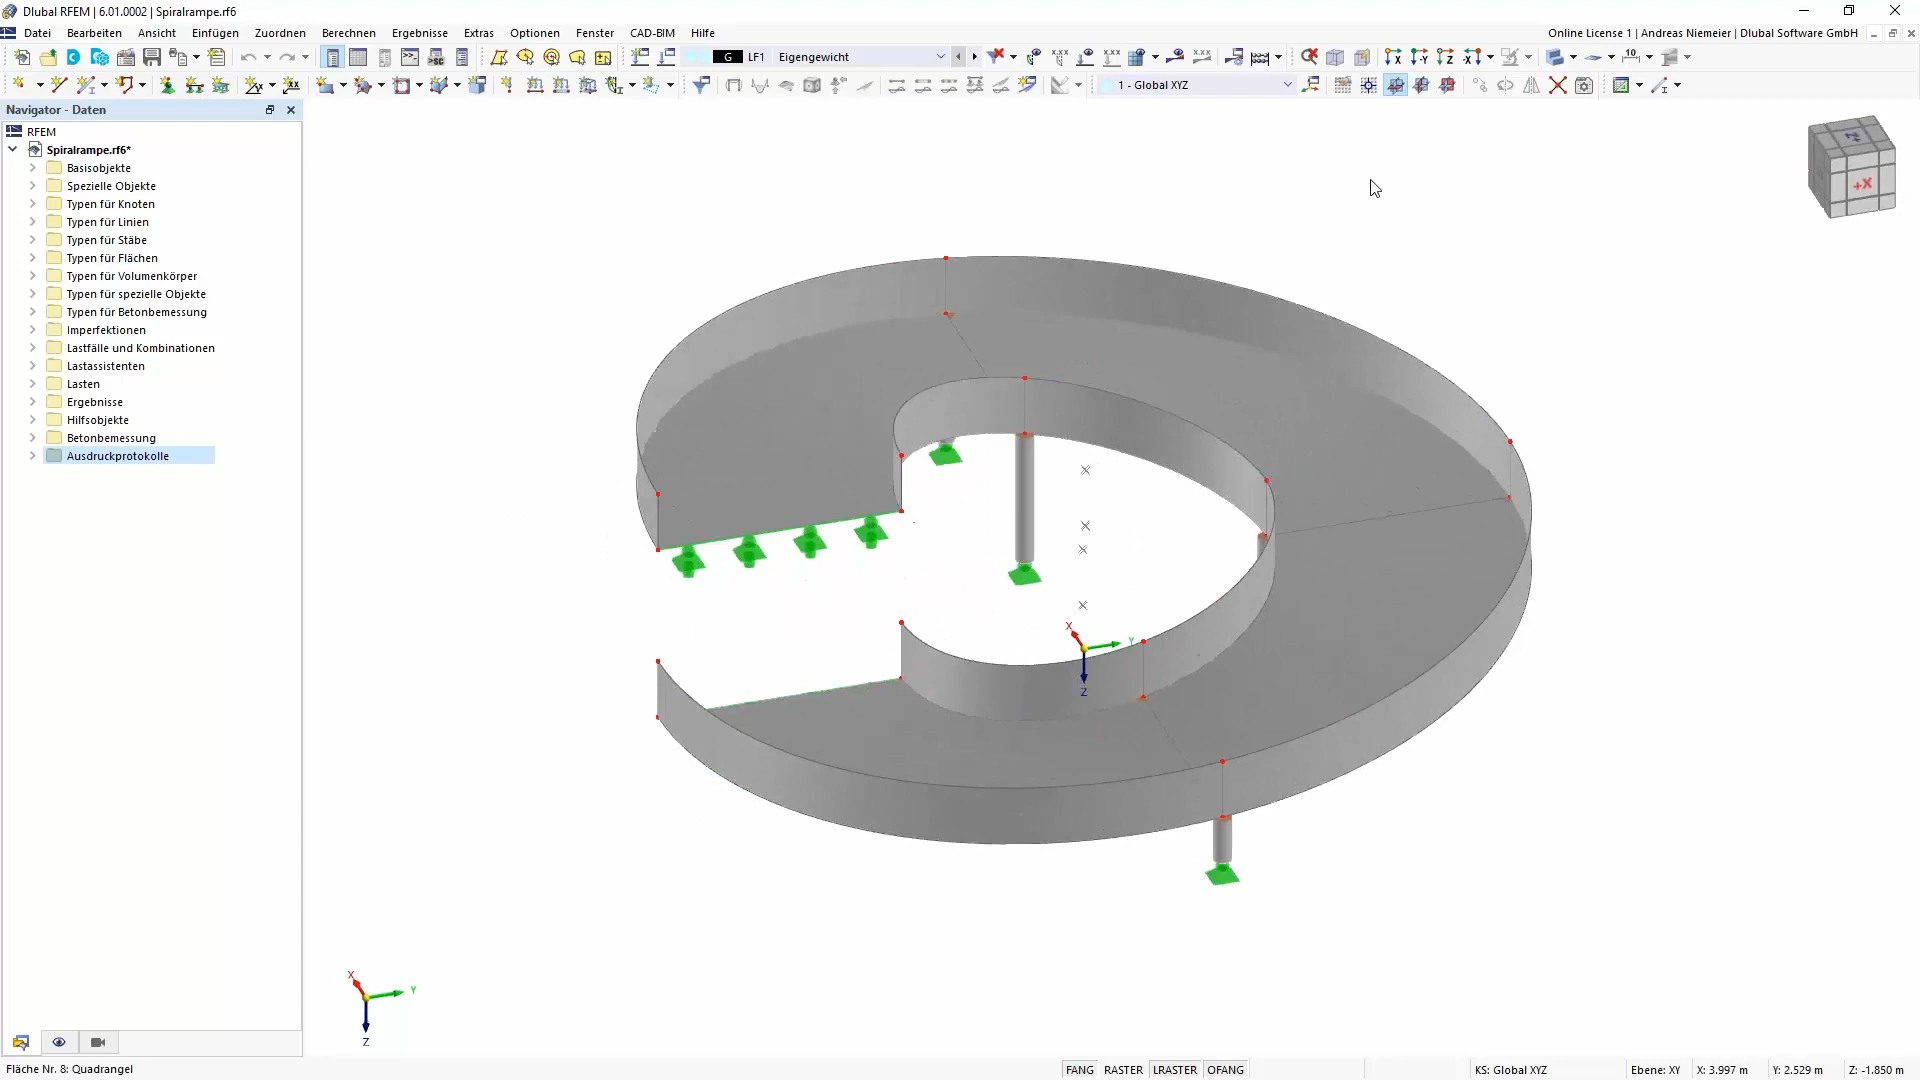 Dlubal RFEM | 6.01.0002 | Spiralrampe.rf6
Datei Bearbeiten Ansicht Einfügen Zuordnen Berechnen Ergebnisse Extras Optionen Fenster CAD-BIM Hilfe
Online License 1 | Andreas Niemeier | Dlubal Software GmbH
G LF1 Eigengewicht
1 - Global XYZ
Navigator - Daten
RFEM
Spiralrampe.rf6*
Basisobjekte
Spezielle Objekte
Typen für Knoten
Typen für Linien
Typen für Stäbe
Typen für Flächen
Typen für Volumenkörper
Typen für spezielle Objekte
Typen für Betonbemessung
Imperfektionen
Lastfälle und Kombinationen
Lastassistenten
Lasten
Ergebnisse
Hilfsobjekte
Betonbemessung
Ausdruckprotokolle
+X
X
Y
Z
X
Y
Z
Fläche Nr. 8: Quadrangel
FANG RASTER LRASTER OFANG
KS: Global XYZ
Ebene: XY
X: 3.997 m
Y: 2.529 m
Z: -1.850 m